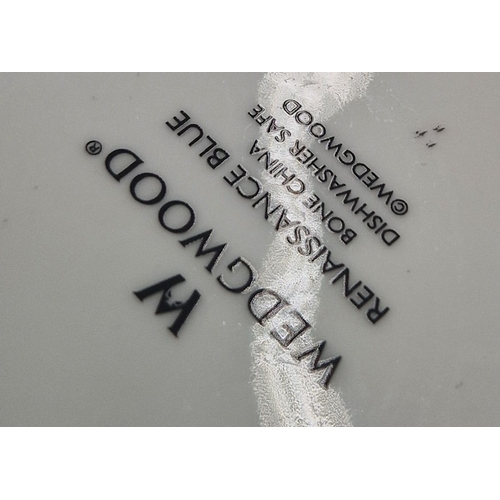 W
WEDGWOOD®
RENAISSANCE BLUE
BONE CHINA
DISHWASHER SAFE
©WEDGWOOD